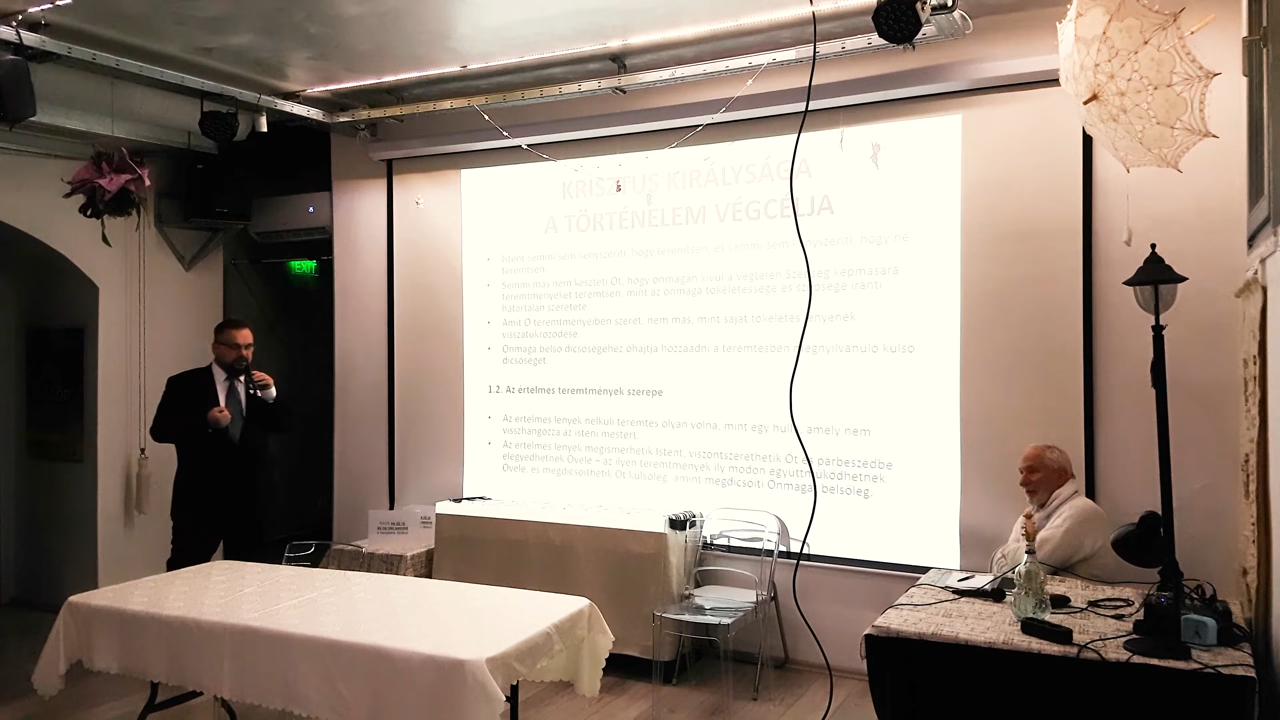 EXIT
KRISZTUS KIRÁLYSÁGA
A TÖRTÉNELEM VÉGCÉLJA
• Istent semmi sem kényszeríti, hogy teremtsen, és semmi sem kényszeríti, hogy ne
teremtsen.
• Semmi más nem készteti Őt, hogy önmagán kívül a végtelen Szentség képmására
teremtményeket teremtsen, mint az önmaga tökéletessége és szépsége iránti
határtalan szeretete.
• Amit Ő teremtményeiben szeret, nem más, mint saját tökéletes lényének
visszatükröződése.
• Önmaga belső dicsőségéhez óhajtja hozzáadni a teremtésben megnyilvánuló külső
dicsőséget.
1.2. Az értelmes teremtmények szerepe
• Az értelmes lények nélküli teremtés olyan volna, mint egy hulla, amely nem
visszhangozza az isteni mestert.
• Az értelmes lények megismerhetik Istent, viszontszerethetik Őt és párbeszédbe
elegyedhetnek Ővele – az ilyen teremtmények ily módon együttműködhetnek
Ővele, és megdicsőíthetik Őt külsőleg, amint megdicsőíti Önmagát belsőleg.